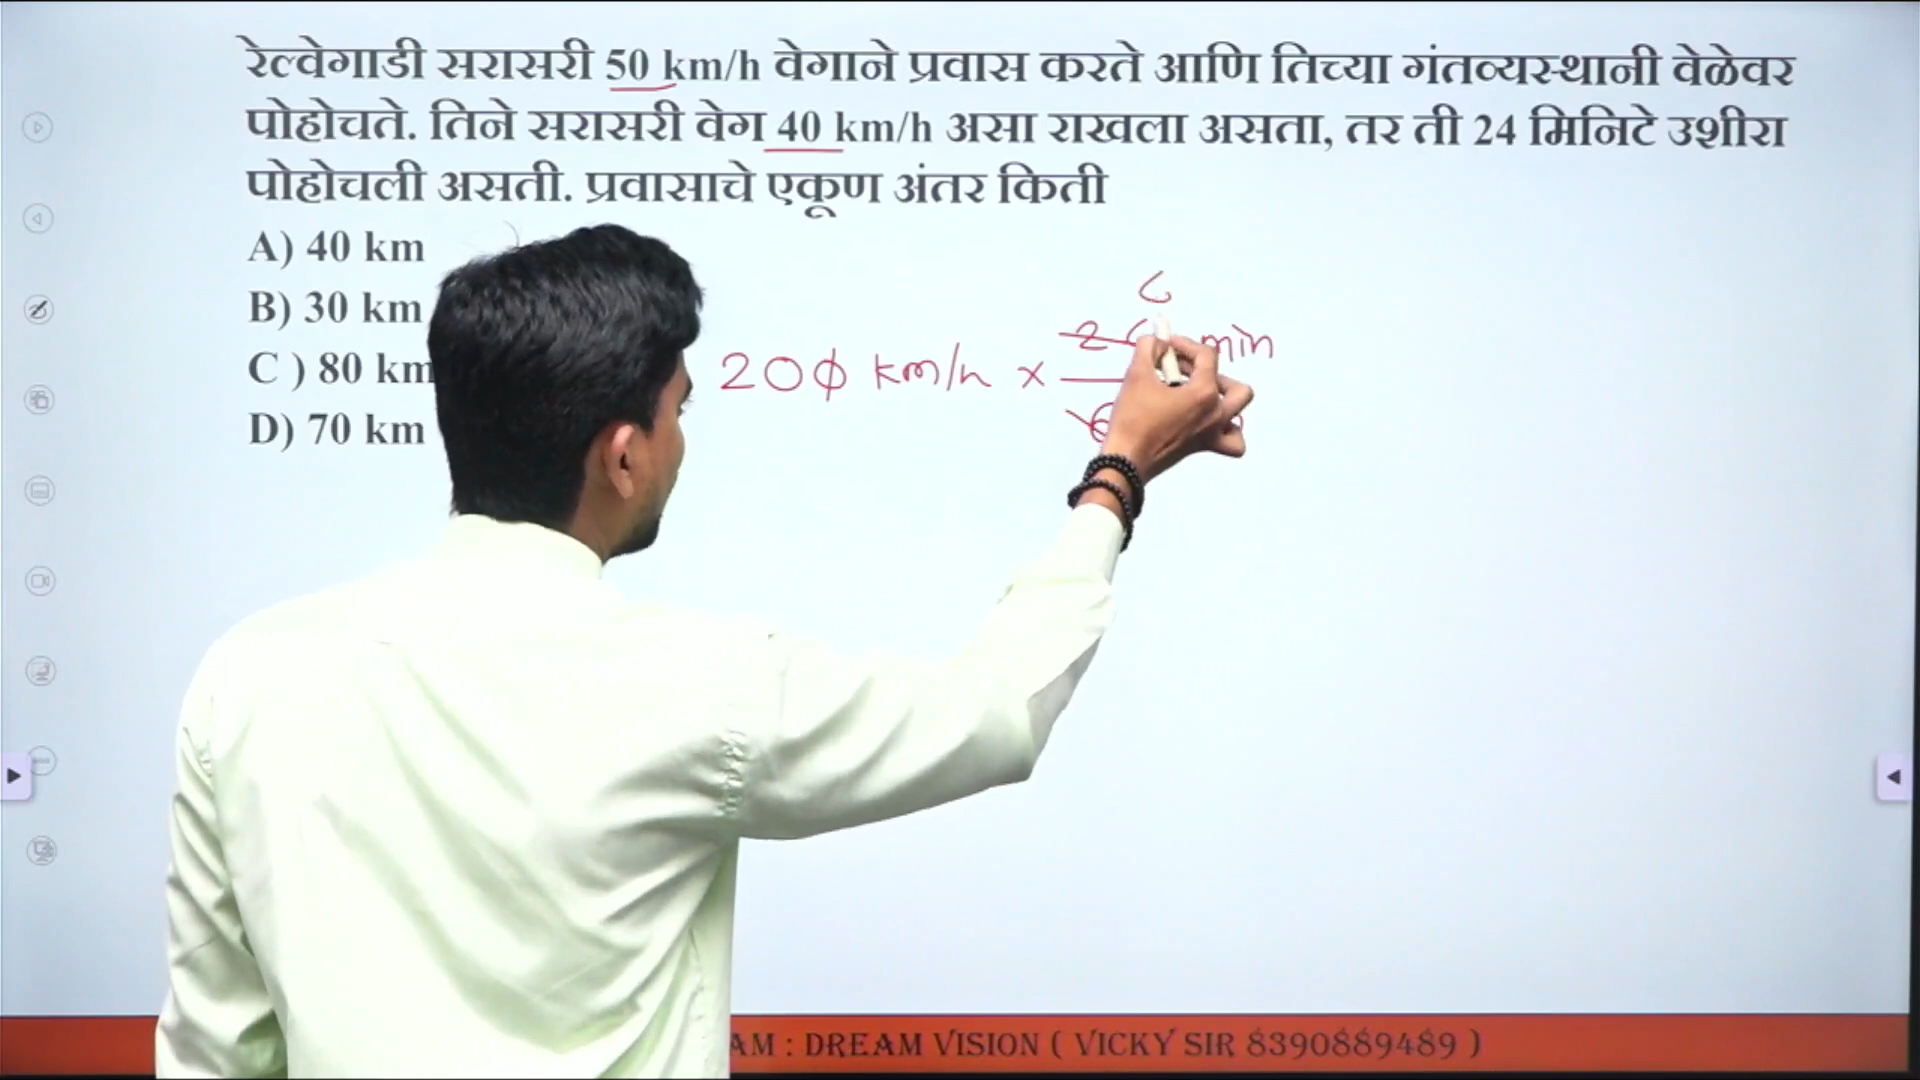 रेल्वेगाडी सरासरी 50 km/h वेगाने प्रवास करते आणि तिच्या गंतव्यस्थानी वेळेवर
पोहोचते. तिने सरासरी वेग 40 km/h असा राखला असता, तर ती 24 मिनिटे उशीरा
पोहोचली असती. प्रवासाचे एकूण अंतर किती
A) 40 km
B) 30 km
C ) 80 km
D) 70 km
200 km/h ×
min
AM : DREAM VISION ( VICKY SIR 8390889489 )